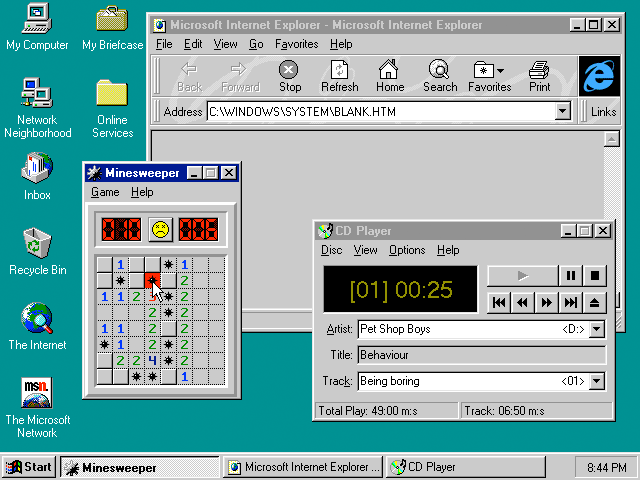 My Computer
My Briefcase
Network Neighborhood
Online Services
Inbox
Recycle Bin
The Internet
msn.
The Microsoft Network
Microsoft Internet Explorer - Microsoft Internet Explorer
File Edit View Go Favorites Help
Back Forward Stop Refresh Home Search Favorites Print
Address C:\WINDOWS\SYSTEM\BLANK.HTM Links
Minesweeper
Game Help
1 1
2
1 1 2 3 2
2 2
1 1 2 2
1 2 2
2 2 4 2
1
CD Player
Disc View Options Help
[01] 00:25
Artist: Pet Shop Boys <D:>
Title: Behaviour
Track: Being boring <01>
Total Play: 49:00 m:s Track: 06:50 m:s
Start Minesweeper Microsoft Internet Explorer ... CD Player 8:44 PM